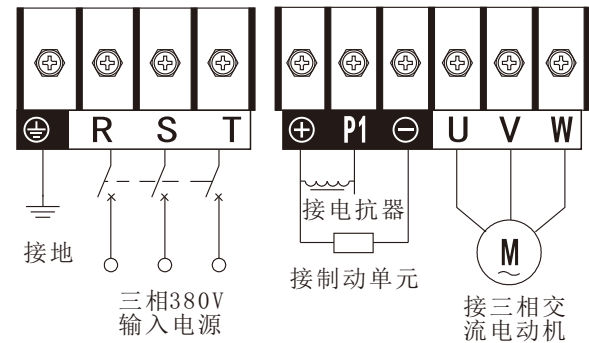 R S T
⊕ P1 ⊖ U V W
接地
三相380V
输入电源
接电抗器
接制动单元
M
~
接三相交
流电动机